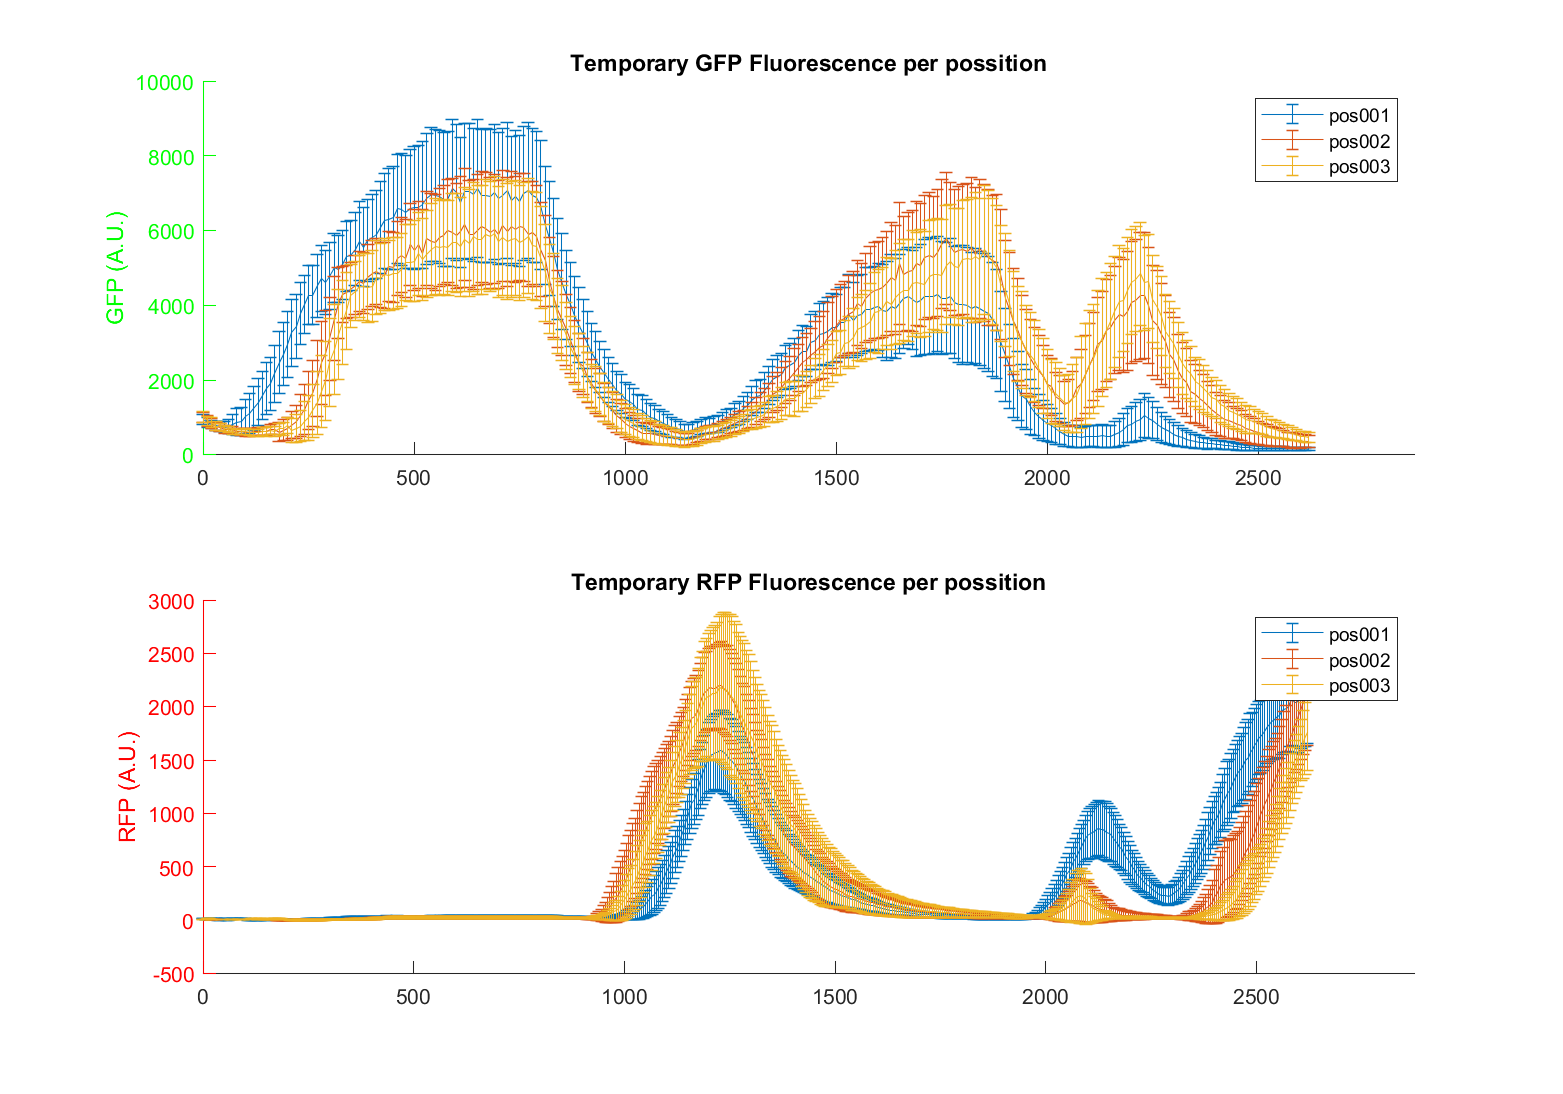 Temporary GFP Fluorescence per possition
10000
8000
6000
4000
2000
0
GFP (A.U.)
0 500 1000 1500 2000 2500
pos001
pos002
pos003
Temporary RFP Fluorescence per possition
3000
2500
2000
1500
1000
500
0
-500
RFP (A.U.)
0 500 1000 1500 2000 2500
pos001
pos002
pos003